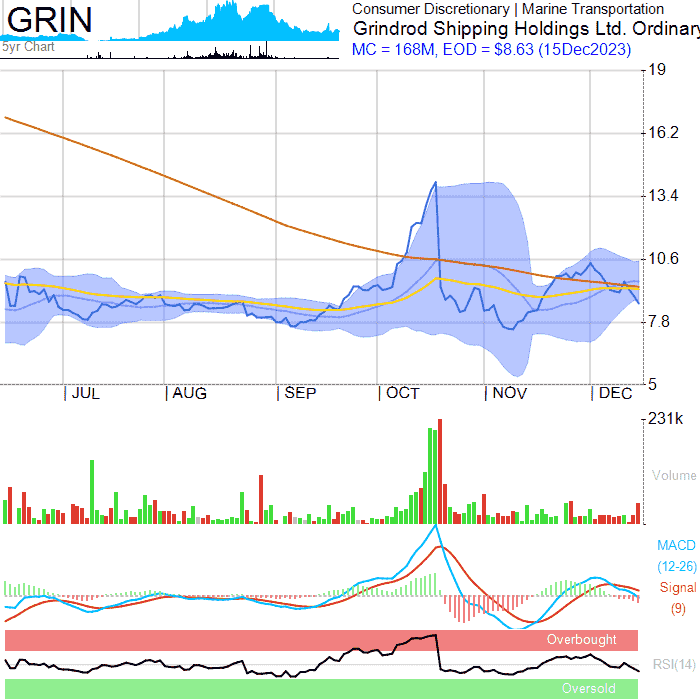 GRIN
5yr Chart
Consumer Discretionary | Marine Transportation
Grindrod Shipping Holdings Ltd. Ordinary
MC = 168M, EOD = $8.63 (15Dec2023)
19
16.2
13.4
10.6
7.8
5
JUL AUG SEP OCT NOV DEC
231k
Volume
MACD
(12-26)
Signal
(9)
Overbought
RSI(14)
Oversold